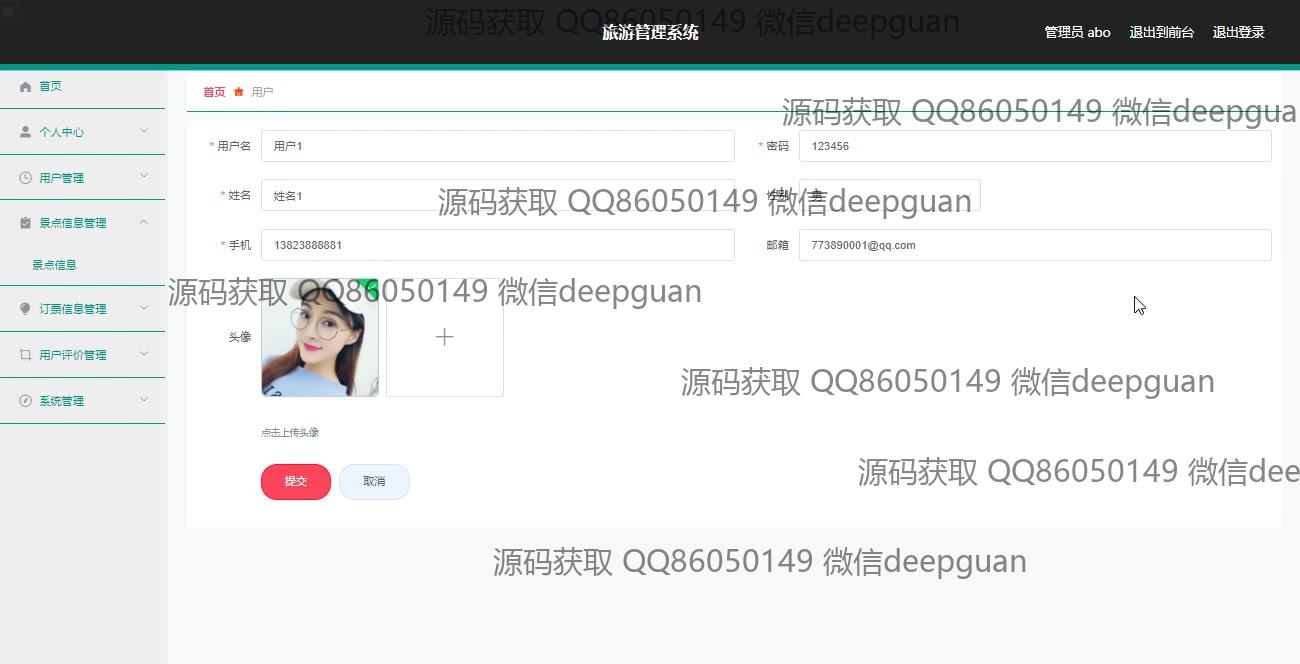 源码获取 QQ86050149 微信deepguan
旅游管理系统
管理员 abo 退出到前台 退出登录
首页
个人中心
用户管理
景点信息管理
景点信息
订票信息管理
用户评价管理
系统管理
首页 用户
源码获取 QQ86050149 微信deepgua
* 用户名 用户1
* 密码 123456
* 姓名 姓名1
性别 男
源码获取 QQ86050149 微信deepguan
* 手机 13823888881
邮箱 773890001@qq.com
源码获取 QQ86050149 微信deepguan
头像
源码获取 QQ86050149 微信deepguan
点击上传头像
源码获取 QQ86050149 微信dee
提交 取消
源码获取 QQ86050149 微信deepguan